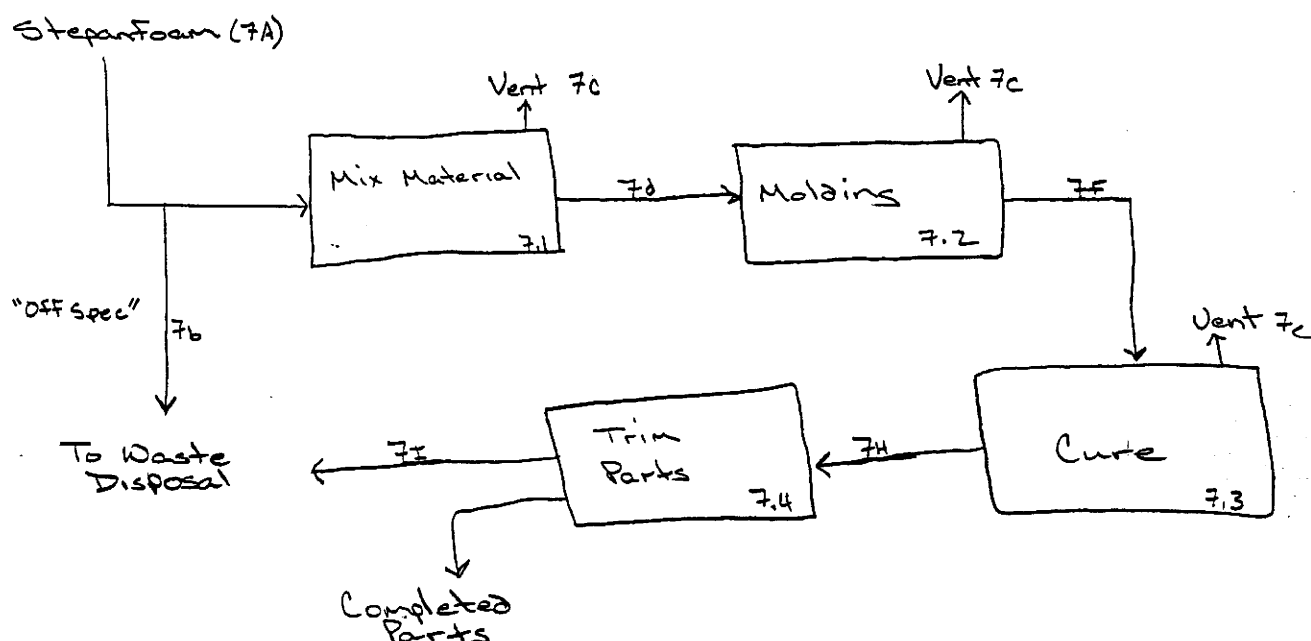 Stepanfoam (7A)
Vent 7c
Vent 7c
Mix Material
7.1
7d
Molding
7.2
7F
"Off Spec"
7b
Vent 7c
To Waste
Disposal
7I
Trim
Parts
7.4
7H
Cure
7.3
Completed
Parts